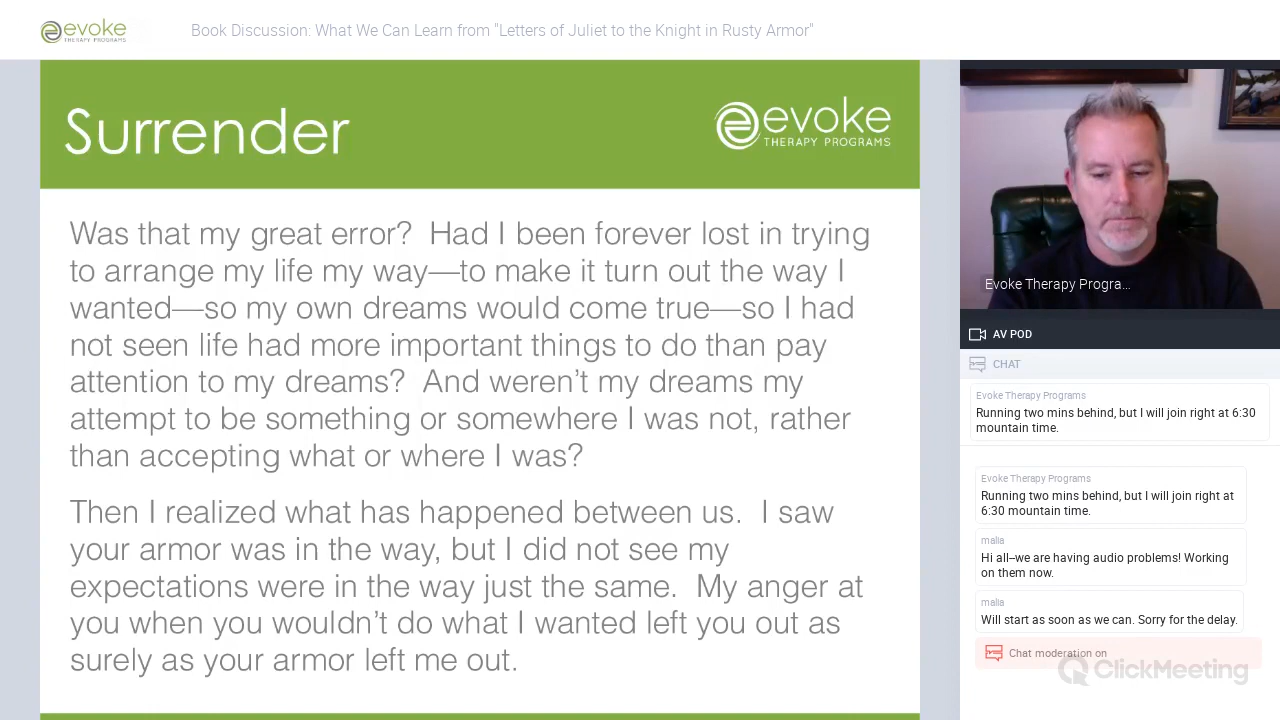 evoke
THERAPY PROGRAMS
Book Discussion: What We Can Learn from "Letters of Juliet to the Knight in Rusty Armor"
Surrender
evoke
THERAPY PROGRAMS
Was that my great error?  Had I been forever lost in trying
to arrange my life my way—to make it turn out the way I
wanted—so my own dreams would come true—so I had
not seen life had more important things to do than pay
attention to my dreams?  And weren't my dreams my
attempt to be something or somewhere I was not, rather
than accepting what or where I was?
Then I realized what has happened between us.  I saw
your armor was in the way, but I did not see my
expectations were in the way just the same.  My anger at
you when you wouldn't do what I wanted left you out as
surely as your armor left me out.
Evoke Therapy Progra...
AV POD
CHAT
Evoke Therapy Programs
Running two mins behind, but I will join right at 6:30
mountain time.
Evoke Therapy Programs
Running two mins behind, but I will join right at
6:30 mountain time.
malia
Hi all--we are having audio problems! Working
on them now.
malia
Will start as soon as we can. Sorry for the delay.
Chat moderation on
ClickMeeting